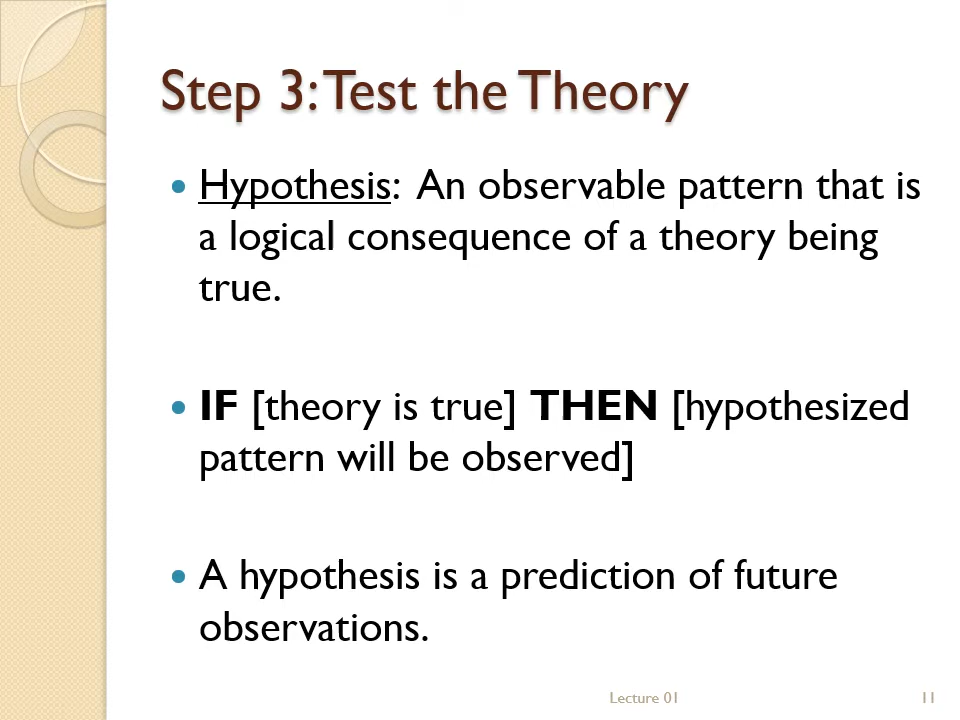 Step 3: Test the Theory
Hypothesis: An observable pattern that is
a logical consequence of a theory being
true.
IF [theory is true] THEN [hypothesized
pattern will be observed]
A hypothesis is a prediction of future
observations.
Lecture 01 11